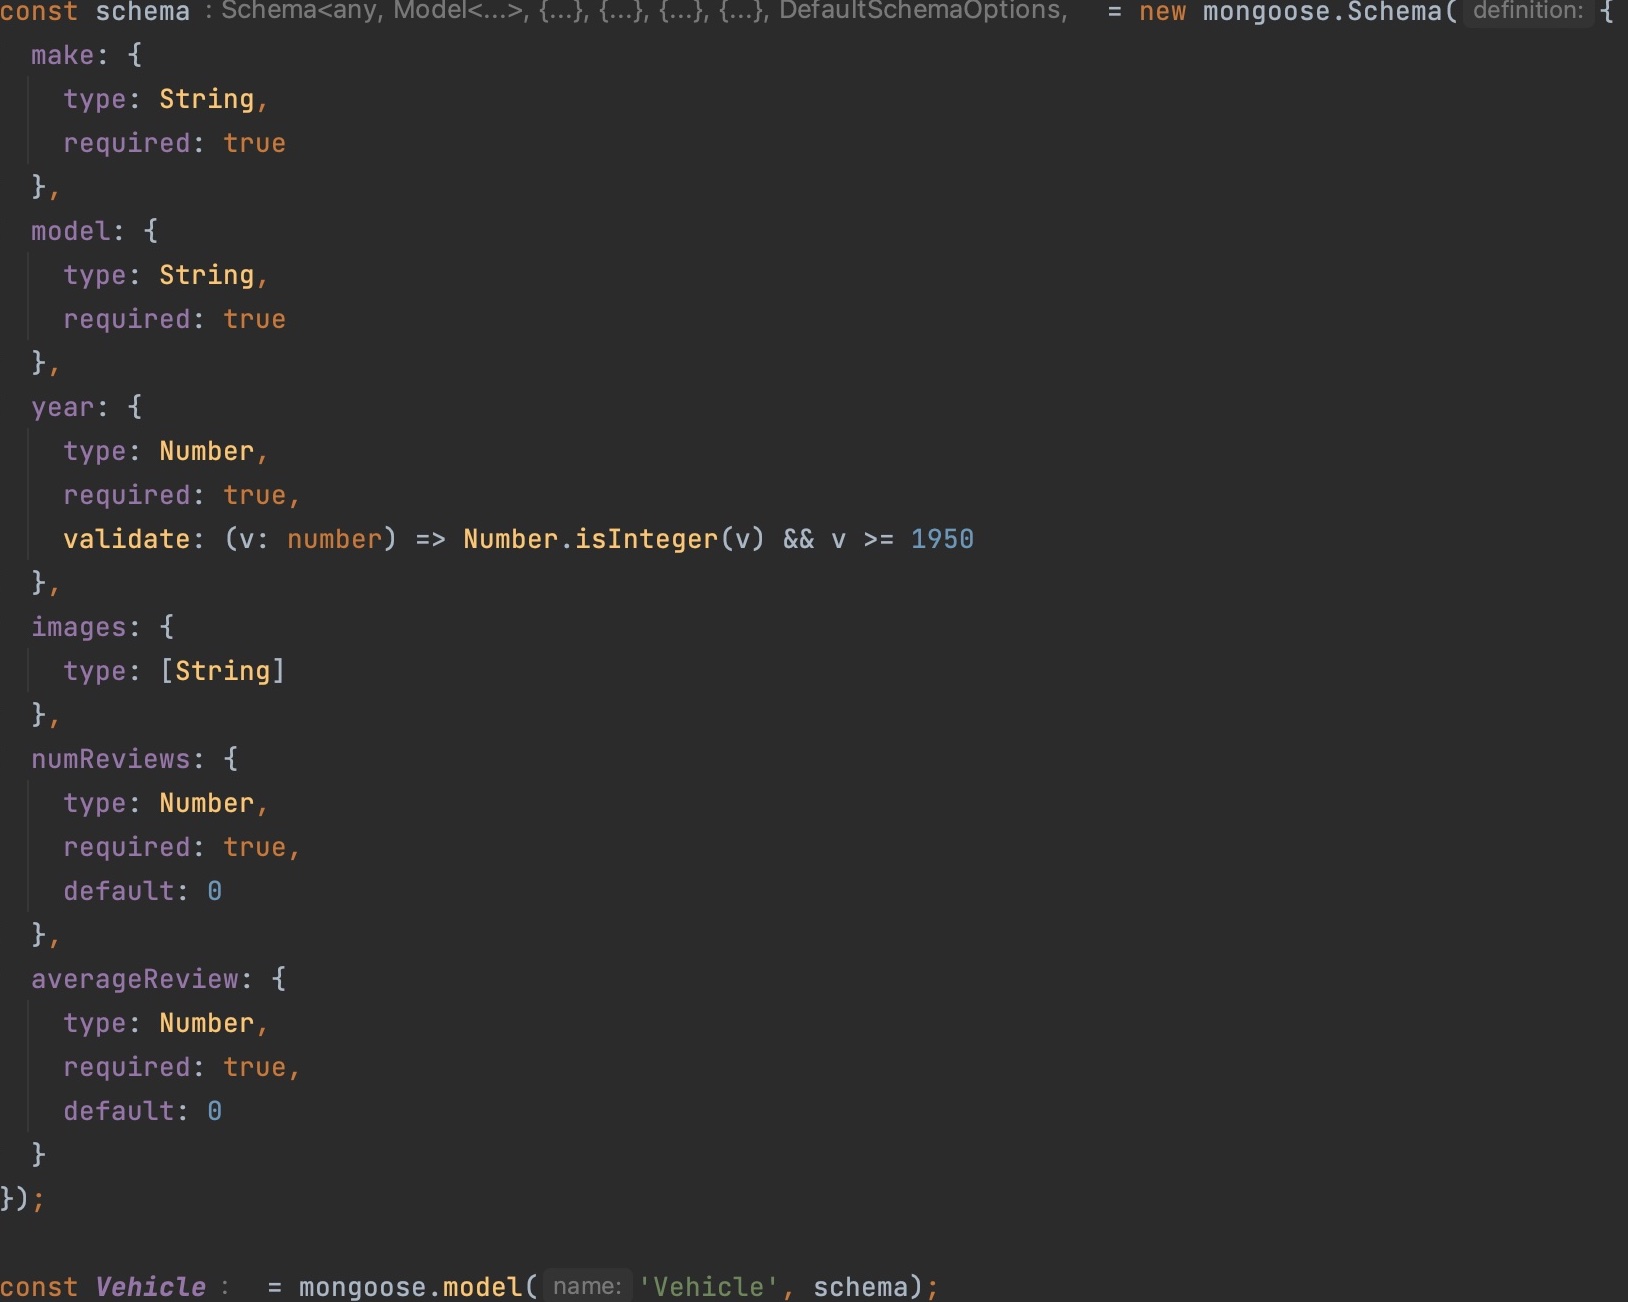 const schema : Schema<any, Model<...>, {...}, {...}, {...}, {...}, DefaultSchemaOptions, = new mongoose.Schema( definition: {
make: {
type: String,
required: true
},
model: {
type: String,
required: true
},
year: {
type: Number,
required: true,
validate: (v: number) => Number.isInteger(v) && v >= 1950
},
images: {
type: [String]
},
numReviews: {
type: Number,
required: true,
default: 0
},
averageReview: {
type: Number,
required: true,
default: 0
}
});
const Vehicle : = mongoose.model( name: 'Vehicle', schema);